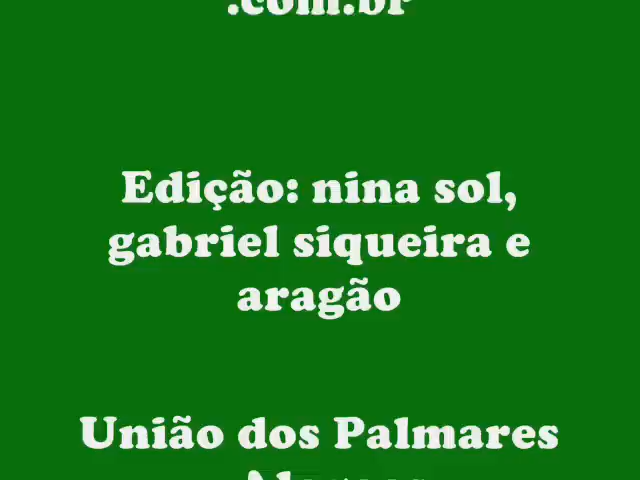 .com.br
Edição: nina sol,
gabriel siqueira e
aragão
União dos Palmares